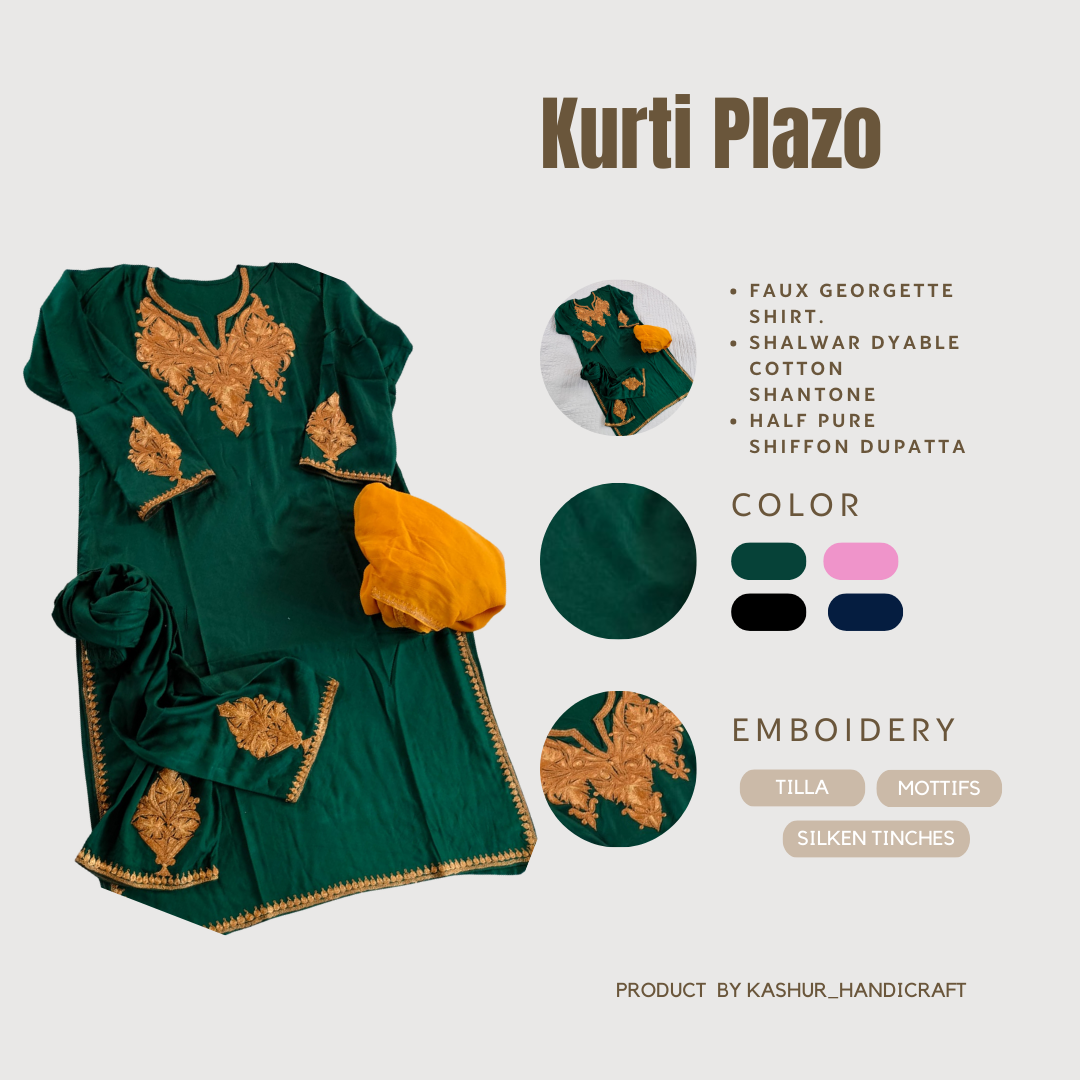 Kurti Plazo
• FAUX GEORGETTE
SHIRT.
• SHALWAR DYABLE
COTTON
SHANTONE
• HALF PURE
SHIFFON DUPATTA
COLOR
EMBOIDERY
TILLA
MOTTIFS
SILKEN TINCHES
PRODUCT BY KASHUR_HANDICRAFT